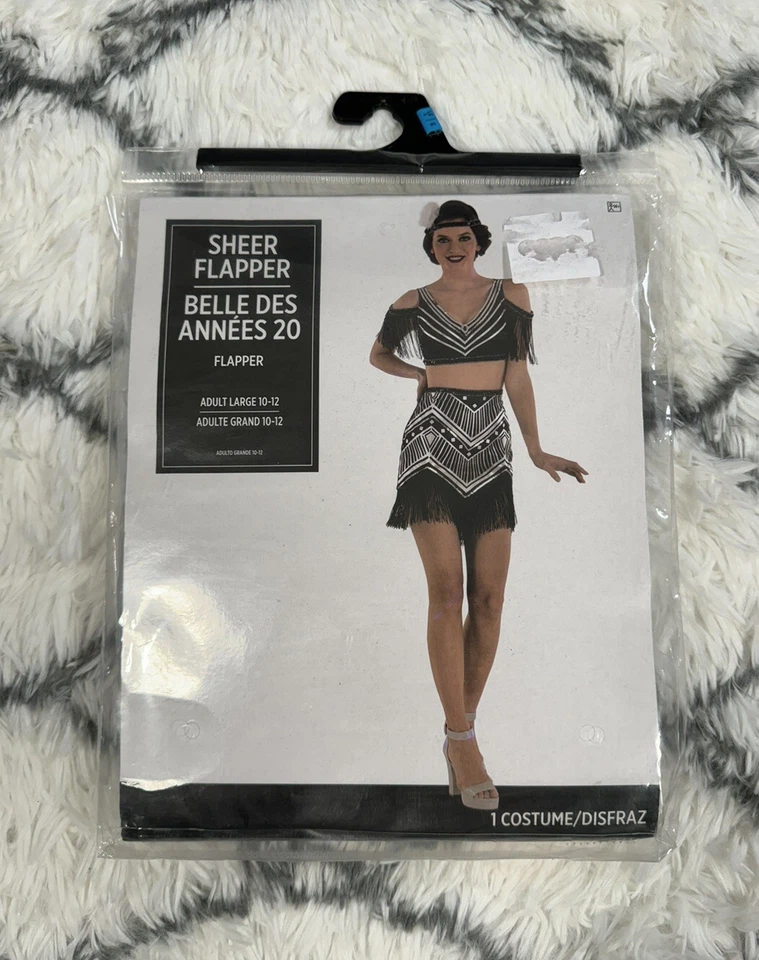 SHEER
FLAPPER
BELLE DES
ANNÉES 20
FLAPPER
ADULT LARGE 10-12
ADULTE GRAND 10-12
ADULTO GRANDE 10-12
1 COSTUME/DISFRAZ